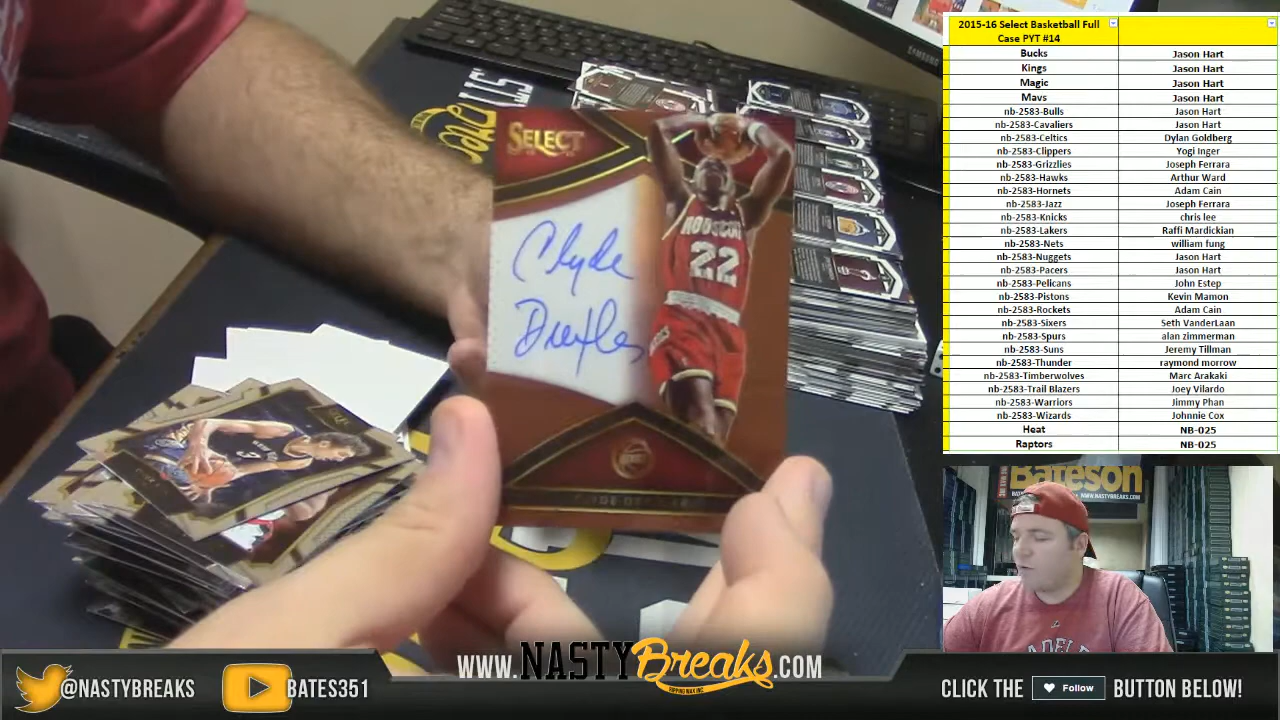 SELECT
Clyde
Drexler
HOUSTON
22
2015-16 Select Basketball Full
Case PYT #14
Bucks Jason Hart
Kings Jason Hart
Magic Jason Hart
Mavs Jason Hart
nb-2583-Bulls Jason Hart
nb-2583-Cavaliers Jason Hart
nb-2583-Celtics Dylan Goldberg
nb-2583-Clippers Yogi Inger
nb-2583-Grizzlies Joseph Ferrara
nb-2583-Hawks Arthur Ward
nb-2583-Hornets Adam Cain
nb-2583-Jazz Joseph Ferrara
nb-2583-Knicks chris lee
nb-2583-Lakers Raffi Mardickian
nb-2583-Nets william fung
nb-2583-Nuggets Jason Hart
nb-2583-Pacers Jason Hart
nb-2583-Pelicans John Estep
nb-2583-Pistons Kevin Mamon
nb-2583-Rockets Adam Cain
nb-2583-Sixers Seth VanderLaan
nb-2583-Spurs alan zimmerman
nb-2583-Suns Jeremy Tillman
nb-2583-Thunder raymond morrow
nb-2583-Timberwolves Marc Arakaki
nb-2583-Trail Blazers Joey Vilardo
nb-2583-Warriors Jimmy Phan
nb-2583-Wizards Johnnie Cox
Heat NB-025
Raptors NB-025
Bateson
WWW.NASTYBREAKS.COM
@NASTYBREAKS
BATES351
WWW.NASTYBreaks.COM
RIPPING WAX INC
CLICK THE Follow BUTTON BELOW!